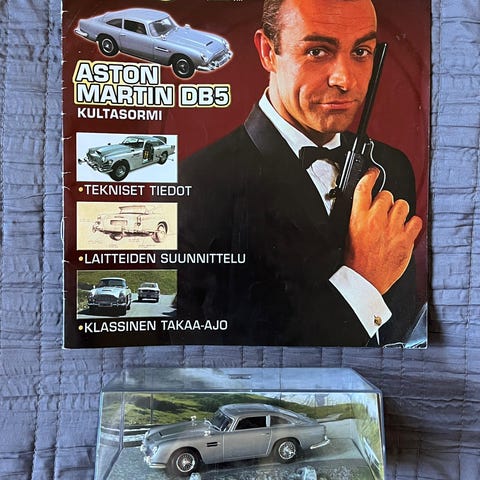 ASTON
MARTIN DB5
KULTASORMI
• TEKNISET TIEDOT
• LAITTEIDEN SUUNNITTELU
• KLASSINEN TAKAA-AJO